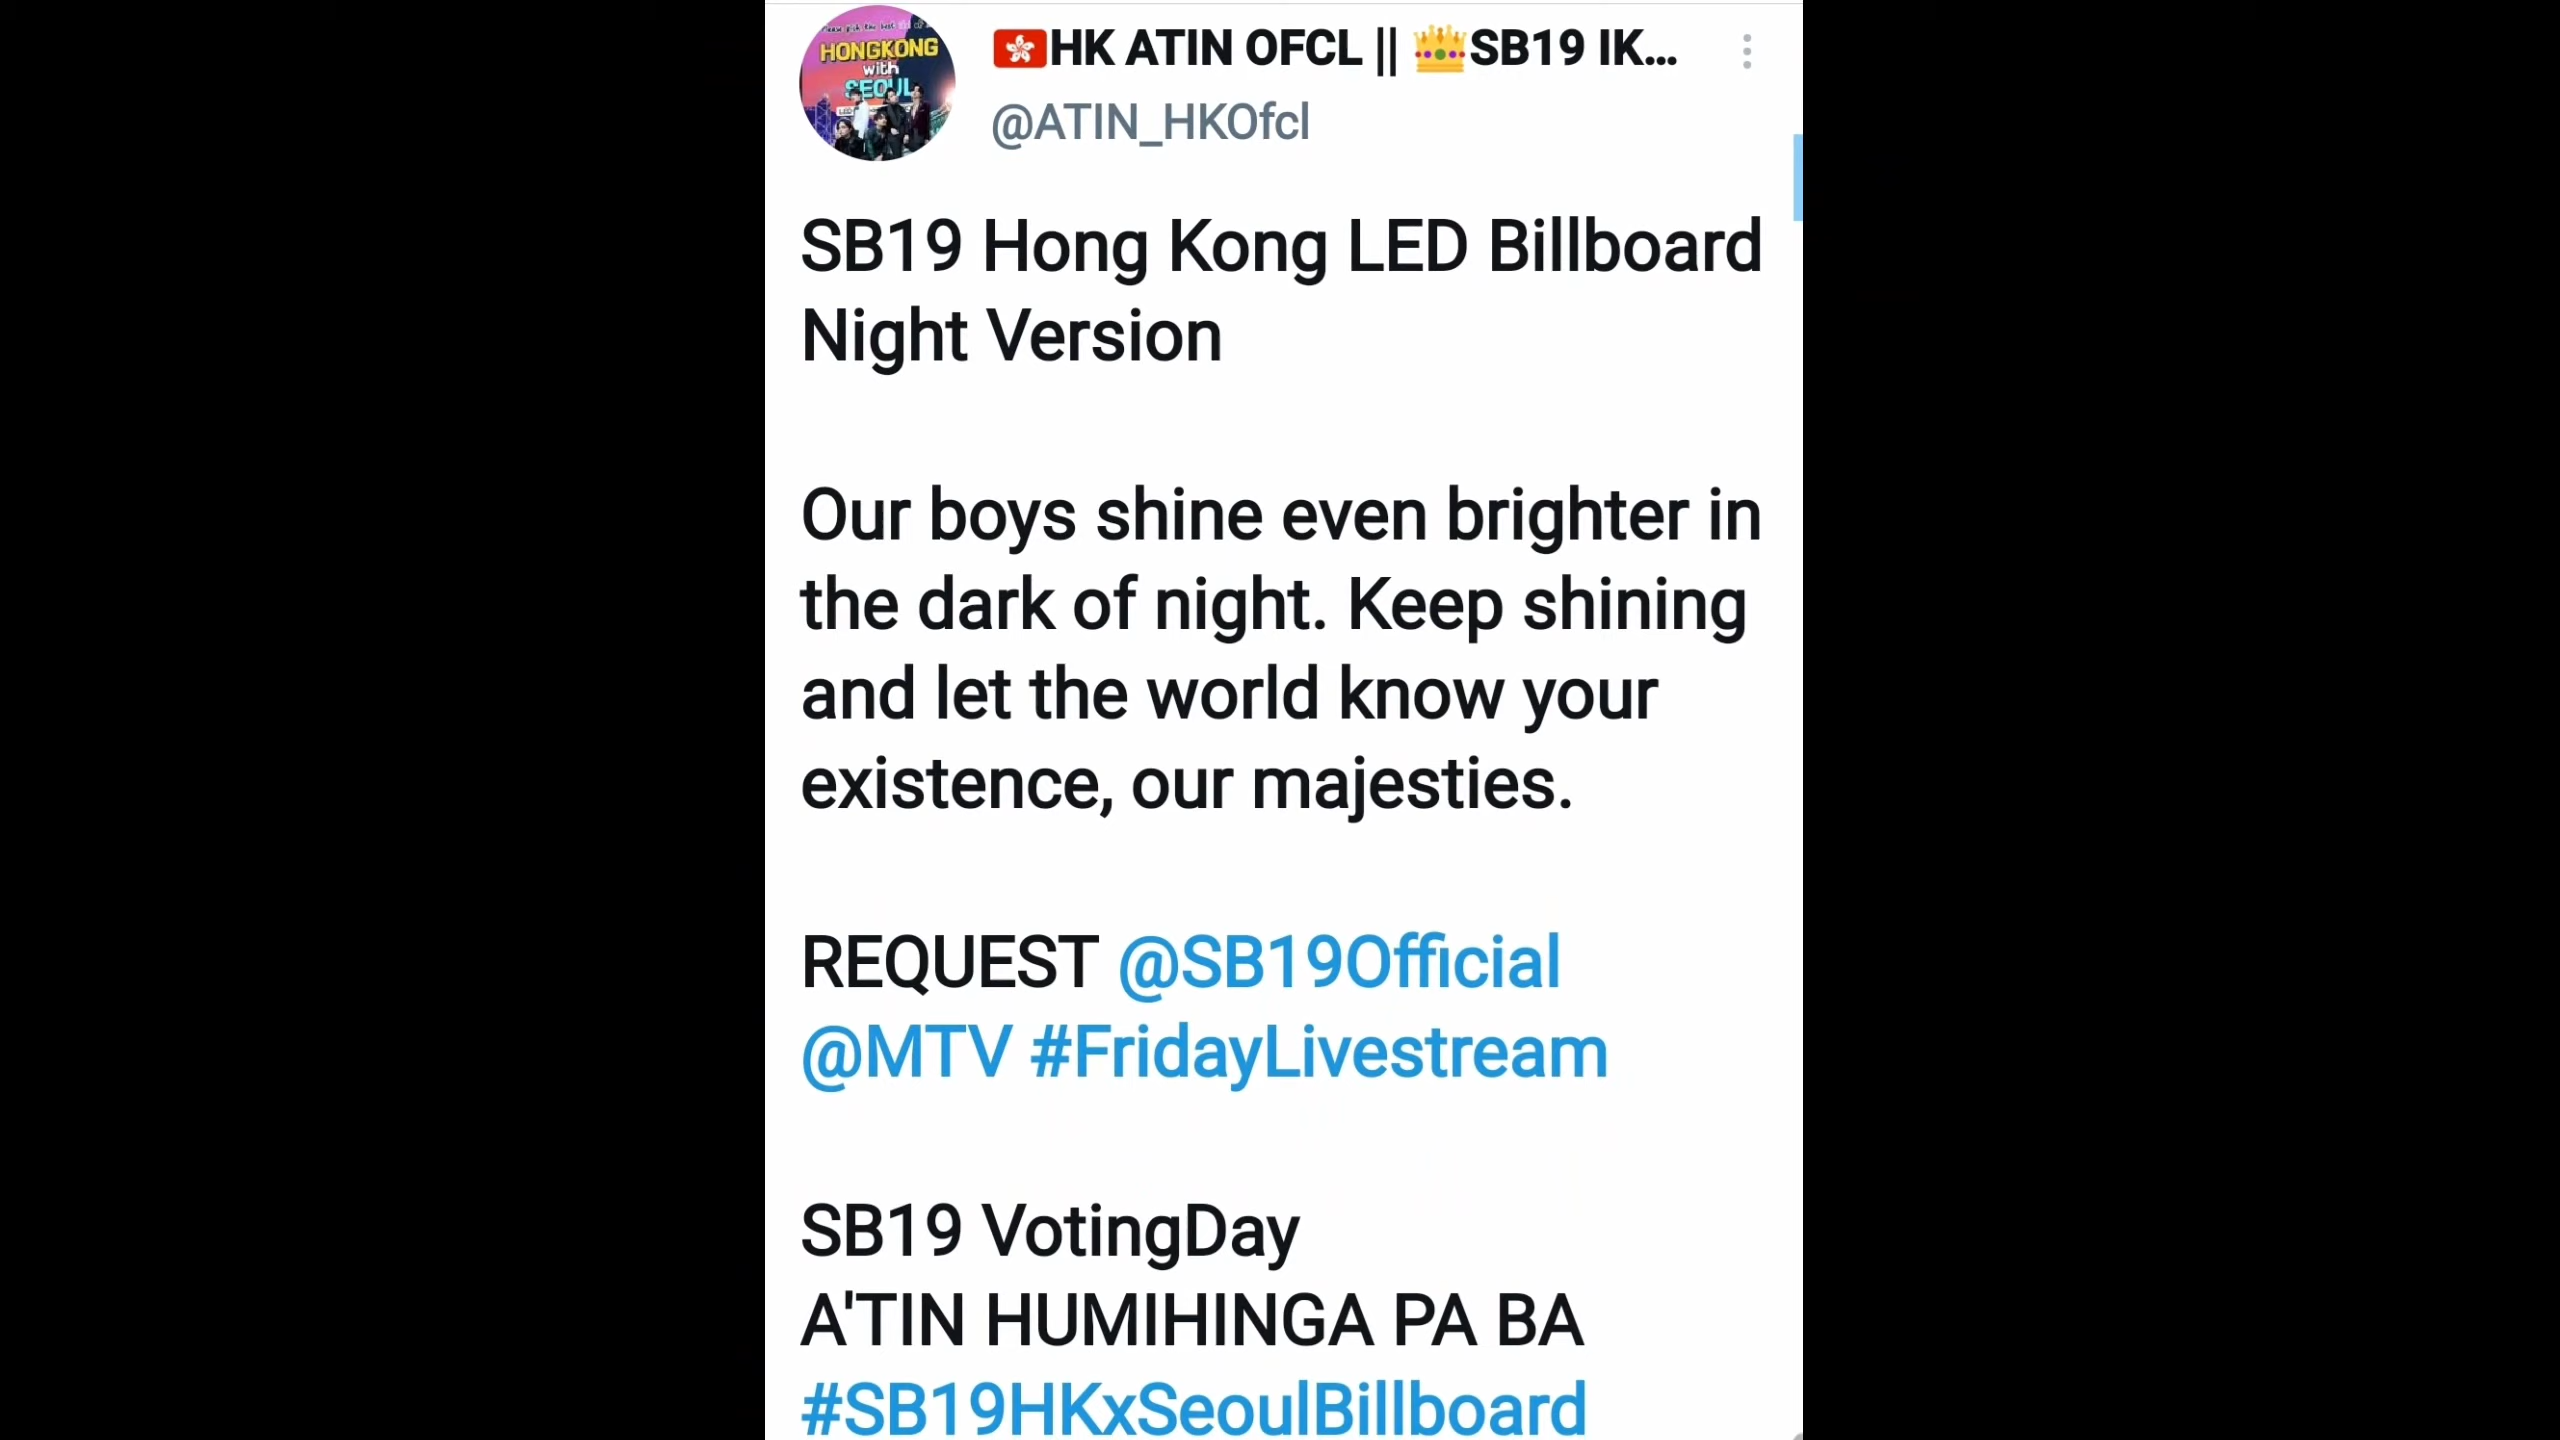 HONGKONG
with
SEOUL
🇭🇰HK ATIN OFCL || 👑SB19 IK...
@ATIN_HKOfcl
SB19 Hong Kong LED Billboard
Night Version
Our boys shine even brighter in
the dark of night. Keep shining
and let the world know your
existence, our majesties.
REQUEST @SB19Official
@MTV #FridayLivestream
SB19 VotingDay
A'TIN HUMIHINGA PA BA
#SB19HKxSeoulBillboard